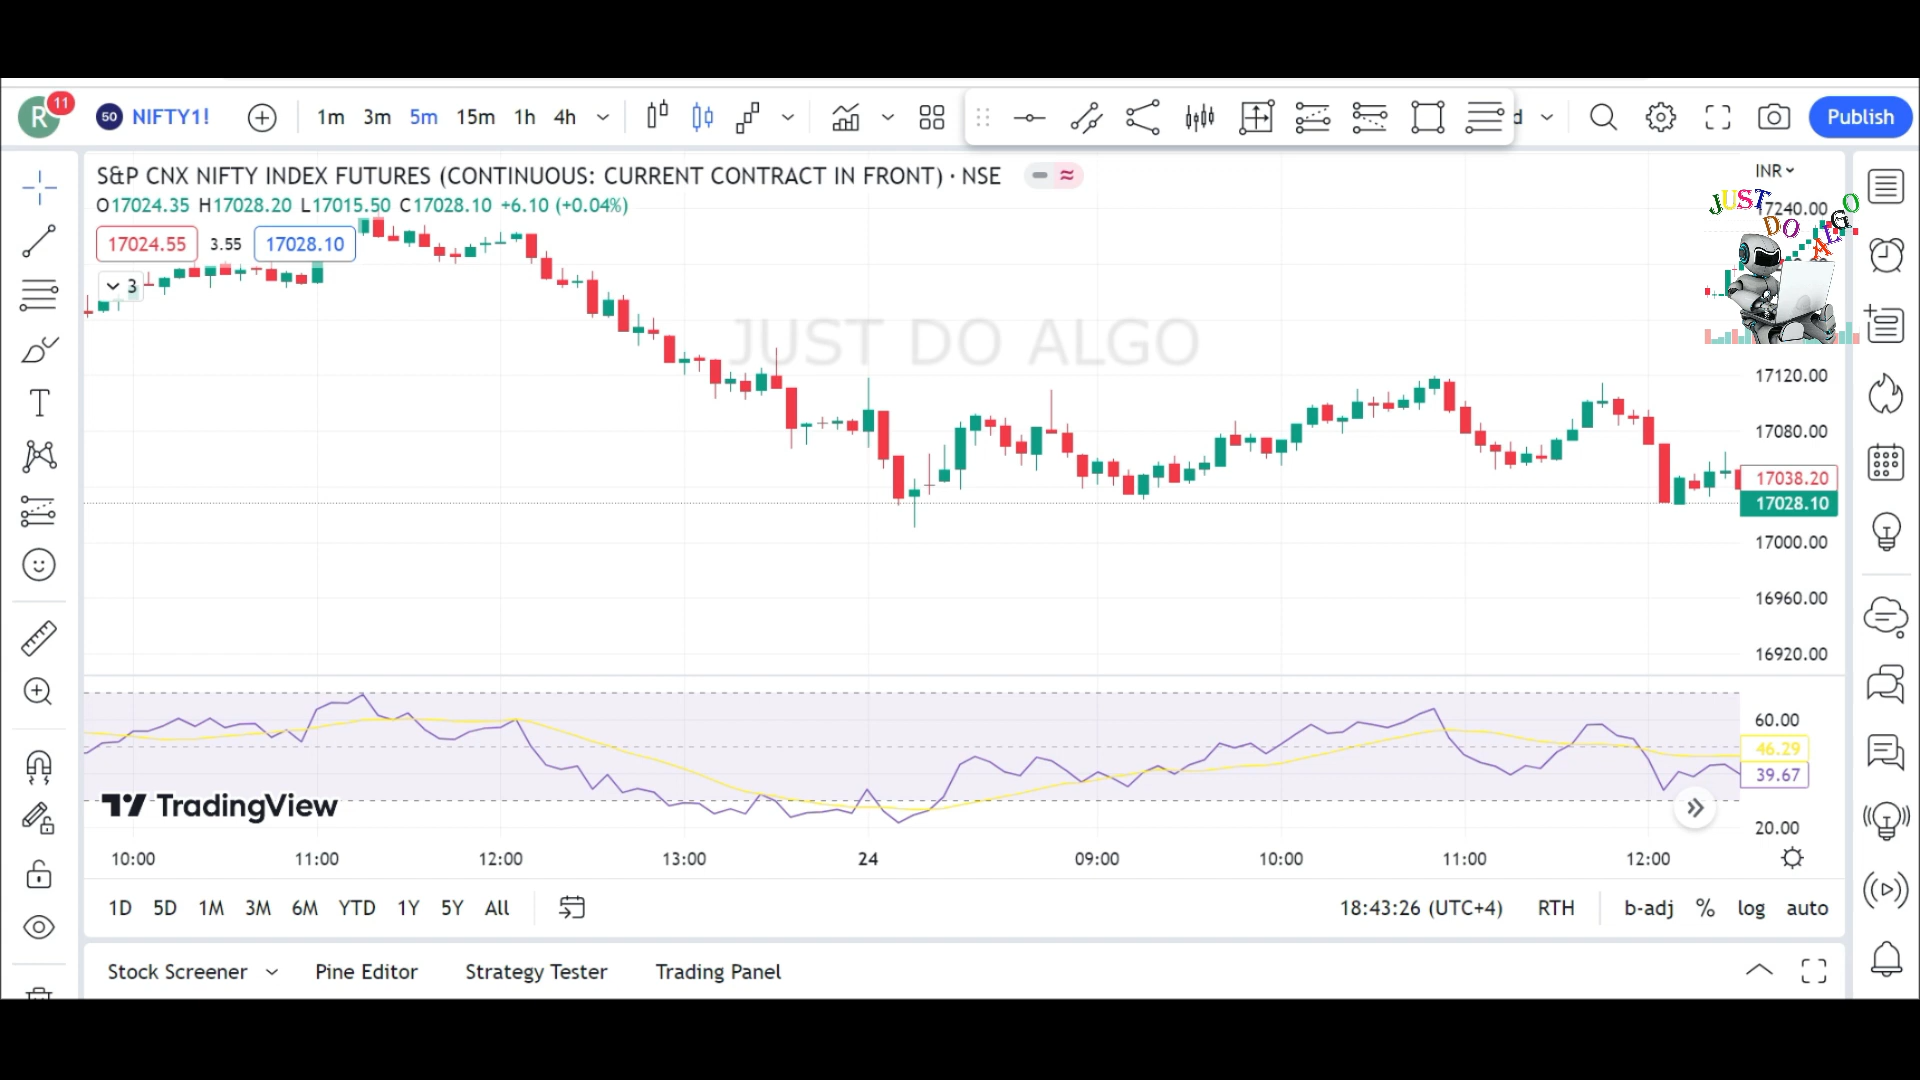 R 11 50 NIFTY1! 1m 3m 5m 15m 1h 4h d Publish
S&P CNX NIFTY INDEX FUTURES (CONTINUOUS: CURRENT CONTRACT IN FRONT) · NSE
INR
O17024.35 H17028.20 L17015.50 C17028.10 +6.10 (+0.04%)
JUST DO ALGO
17240.00
17024.55 3.55 17028.10
3
JUST DO ALGO
17120.00
17080.00
17038.20
17028.10
17000.00
16960.00
16920.00
60.00
46.29
39.67
TradingView
20.00
10:00 11:00 12:00 13:00 24 09:00 10:00 11:00 12:00
1D 5D 1M 3M 6M YTD 1Y 5Y All 18:43:26 (UTC+4) RTH b-adj % log auto
Stock Screener Pine Editor Strategy Tester Trading Panel